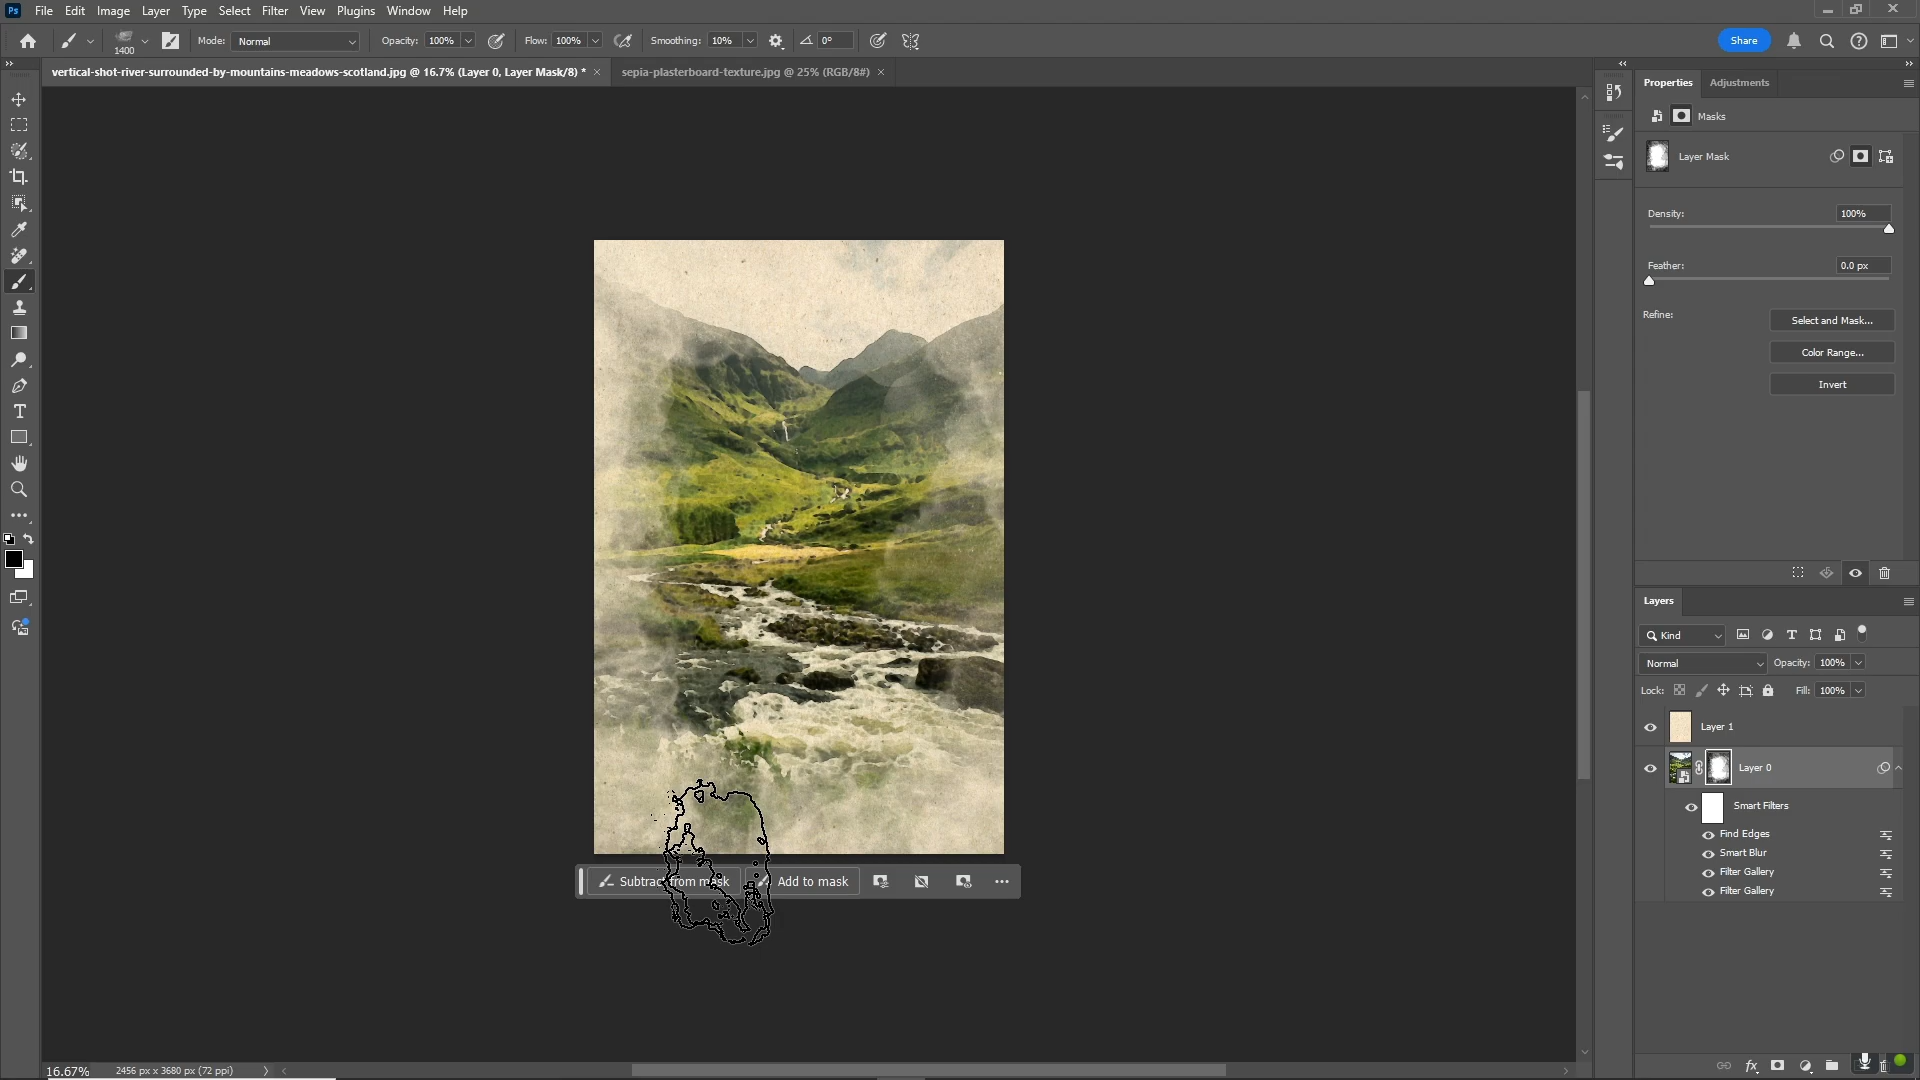 Ps File Edit Image Layer Type Select Filter View Plugins Window Help
1400 Mode: Normal Opacity: 100% Flow: 100% Smoothing: 10% 0° Share
vertical-shot-river-surrounded-by-mountains-meadows-scotland.jpg @ 16.7% (Layer 0, Layer Mask/8) * × sepia-plasterboard-texture.jpg @ 25% (RGB/8#) ×
Properties Adjustments
Masks
Layer Mask
Density: 100%
Feather: 0.0 px
Refine: Select and Mask...
Color Range...
Invert
Layers
Kind
Normal Opacity: 100%
Lock: Fill: 100%
Layer 1
Layer 0
Smart Filters
Find Edges
Smart Blur
Filter Gallery
Filter Gallery
Subtract from mask Add to mask
16.67% 2456 px x 3680 px (72 ppi)